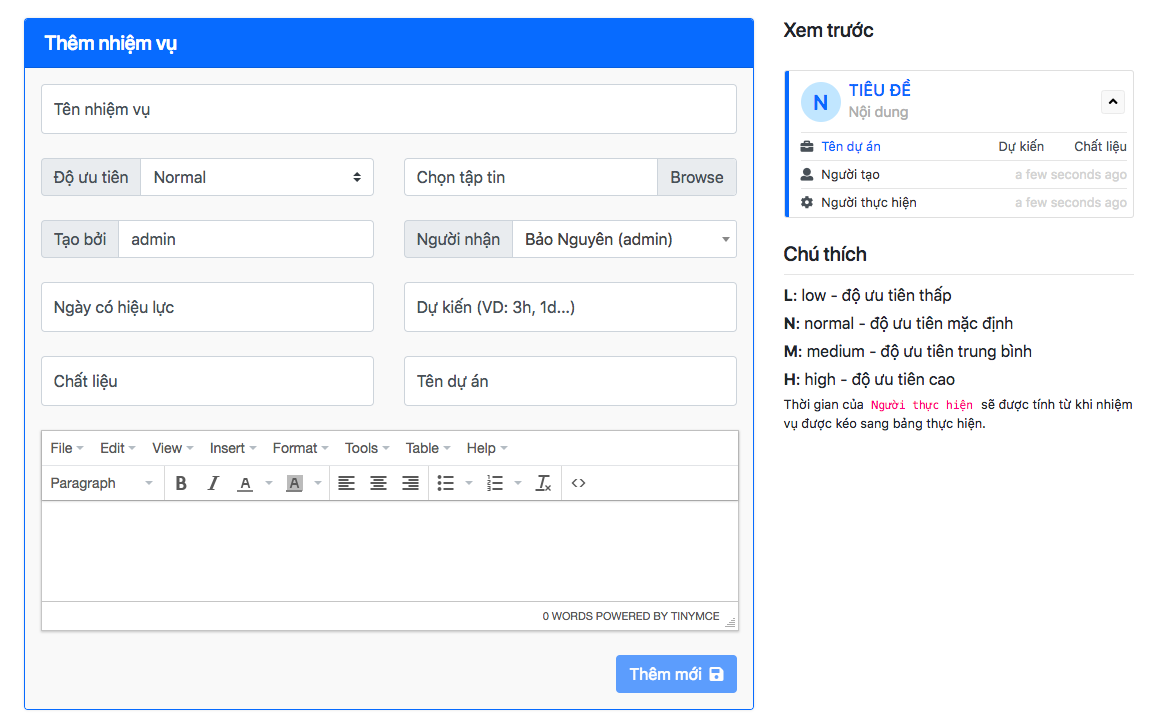 Thêm nhiệm vụ
Tên nhiệm vụ
Độ ưu tiên Normal Chọn tập tin Browse
Tạo bởi admin Người nhận Bảo Nguyên (admin)
Ngày có hiệu lực Dự kiến (VD: 3h, 1d...)
Chất liệu Tên dự án
File Edit View Insert Format Tools Table Help
Paragraph B I A A
0 WORDS POWERED BY TINYMCE
Thêm mới
Xem trước
N TIÊU ĐỀ
Nội dung
Tên dự án Dự kiến Chất liệu
Người tạo a few seconds ago
Người thực hiện a few seconds ago
Chú thích
L: low - độ ưu tiên thấp
N: normal - độ ưu tiên mặc định
M: medium - độ ưu tiên trung bình
H: high - độ ưu tiên cao
Thời gian của Người thực hiện sẽ được tính từ khi nhiệm
vụ được kéo sang bảng thực hiện.